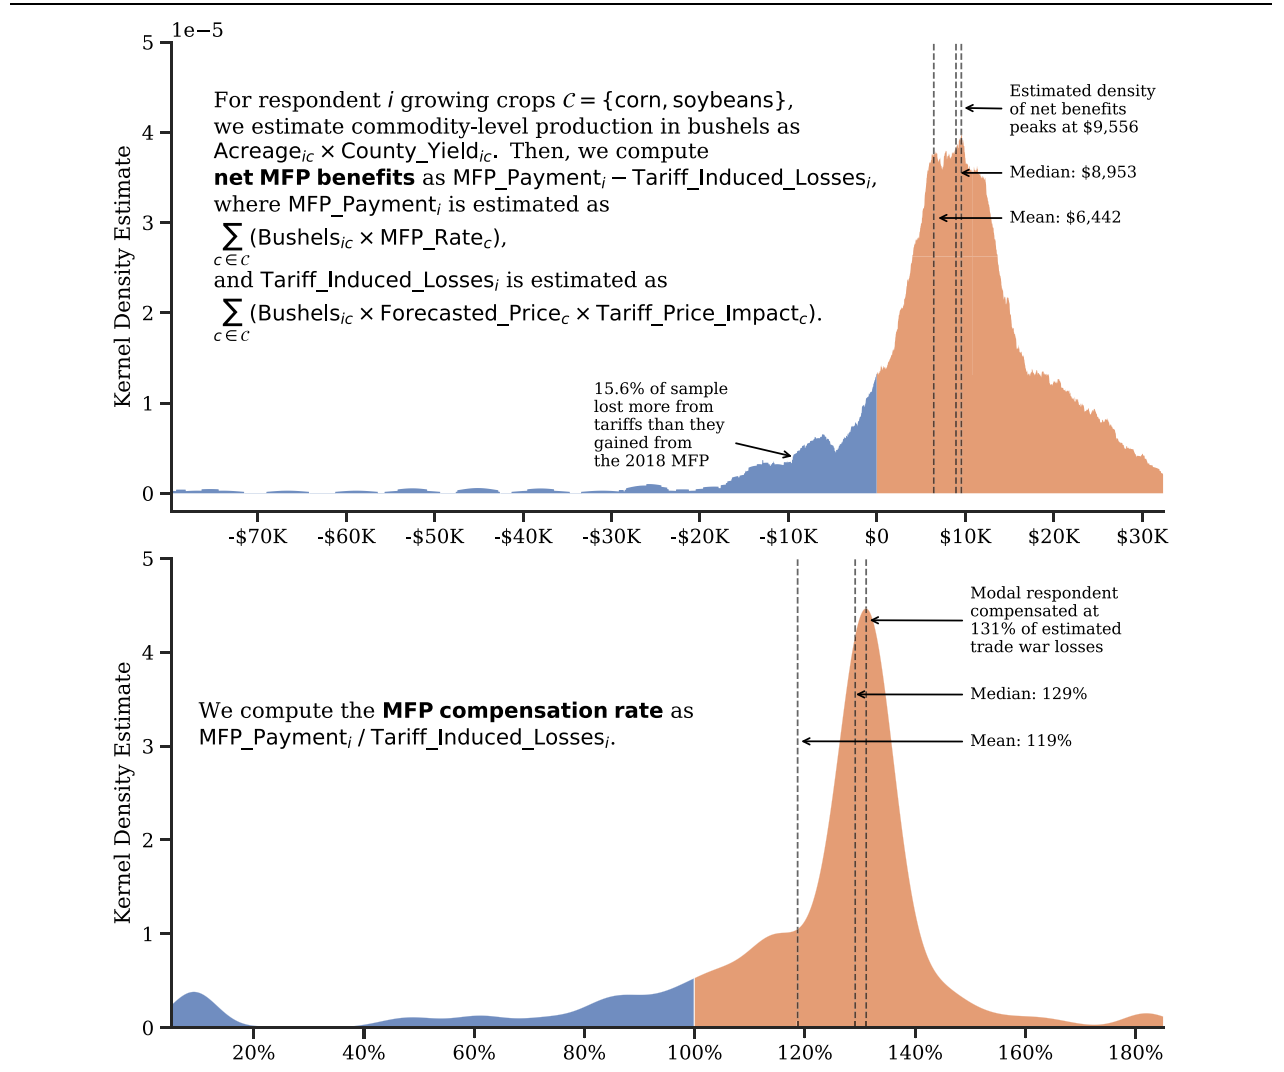 1e−5
5
4
3
2
1
0
Kernel Density Estimate
For respondent i growing crops 𝒞 = {corn, soybeans},
we estimate commodity-level production in bushels as
Acreage_ic × County_Yield_ic. Then, we compute
net MFP benefits as MFP_Payment_i − Tariff_Induced_Losses_i,
where MFP_Payment_i is estimated as
∑_{c∈𝒞} (Bushels_ic × MFP_Rate_c),
and Tariff_Induced_Losses_i is estimated as
∑_{c∈𝒞} (Bushels_ic × Forecasted_Price_c × Tariff_Price_Impact_c).
Estimated density
of net benefits
peaks at $9,556
Median: $8,953
Mean: $6,442
15.6% of sample
lost more from
tariffs than they
gained from
the 2018 MFP
-$70K -$60K -$50K -$40K -$30K -$20K -$10K $0 $10K $20K $30K
5
4
3
2
1
0
Kernel Density Estimate
We compute the MFP compensation rate as
MFP_Payment_i / Tariff_Induced_Losses_i.
Modal respondent
compensated at
131% of estimated
trade war losses
Median: 129%
Mean: 119%
20% 40% 60% 80% 100% 120% 140% 160% 180%